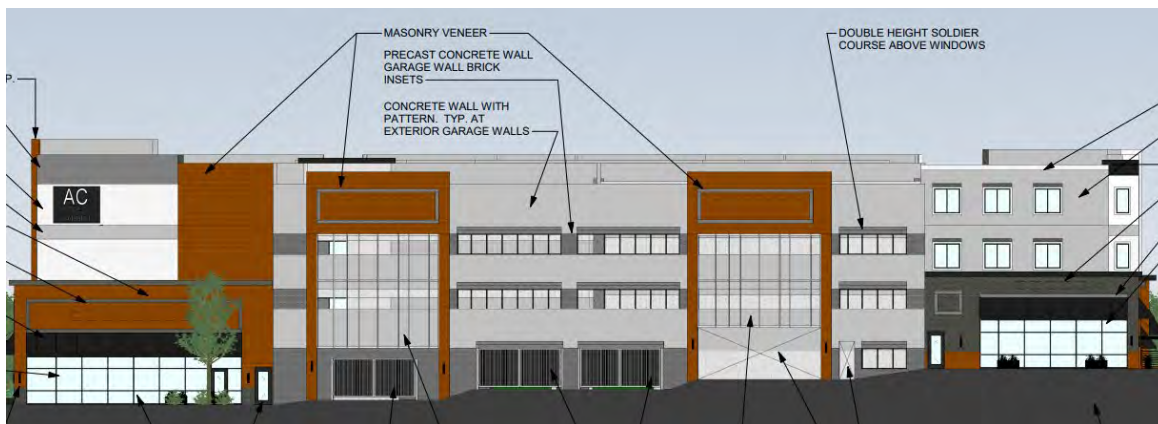 MASONRY VENEER
PRECAST CONCRETE WALL
GARAGE WALL BRICK
INSETS
CONCRETE WALL WITH
PATTERN. TYP. AT
EXTERIOR GARAGE WALLS
DOUBLE HEIGHT SOLDIER
COURSE ABOVE WINDOWS
P.
AC